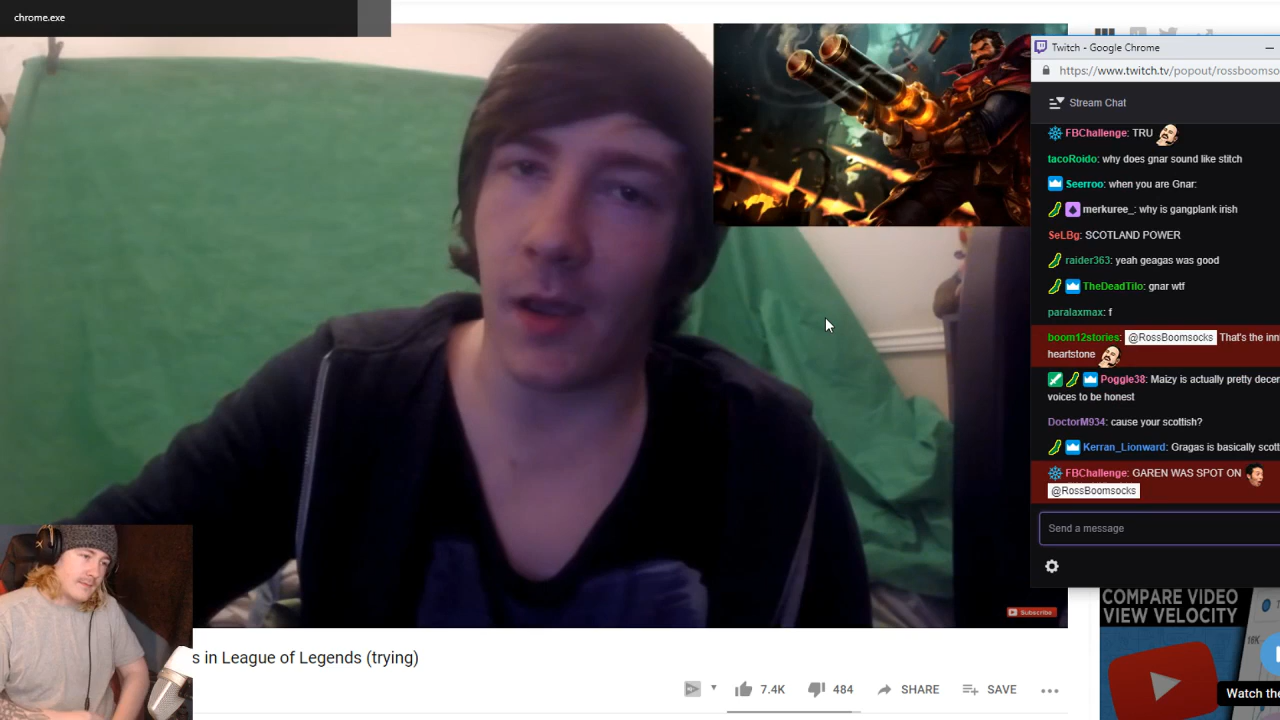 chrome.exe
Twitch - Google Chrome
https://www.twitch.tv/popout/rossboomso
Stream Chat
FBChallenge: TRU
tacoRoido: why does gnar sound like stitch
Seerroo: when you are Gnar:
merkuree_: why is gangplank irish
SeLBg: SCOTLAND POWER
raider363: yeah geagas was good
TheDeadTilo: gnar wtf
paralaxmax: f
boom12stories: @RossBoomsocks That's the inn
heartstone
Poggle38: Maizy is actually pretty decer
voices to be honest
DoctorM934: cause your scottish?
Kerran_Lionward: Gragas is basically scott
FBChallenge: GAREN WAS SPOT ON
@RossBoomsocks
Send a message
Subscribe
COMPARE VIDEO
VIEW VELOCITY
s in League of Legends (trying)
7.4K
484
SHARE
SAVE
Watch the